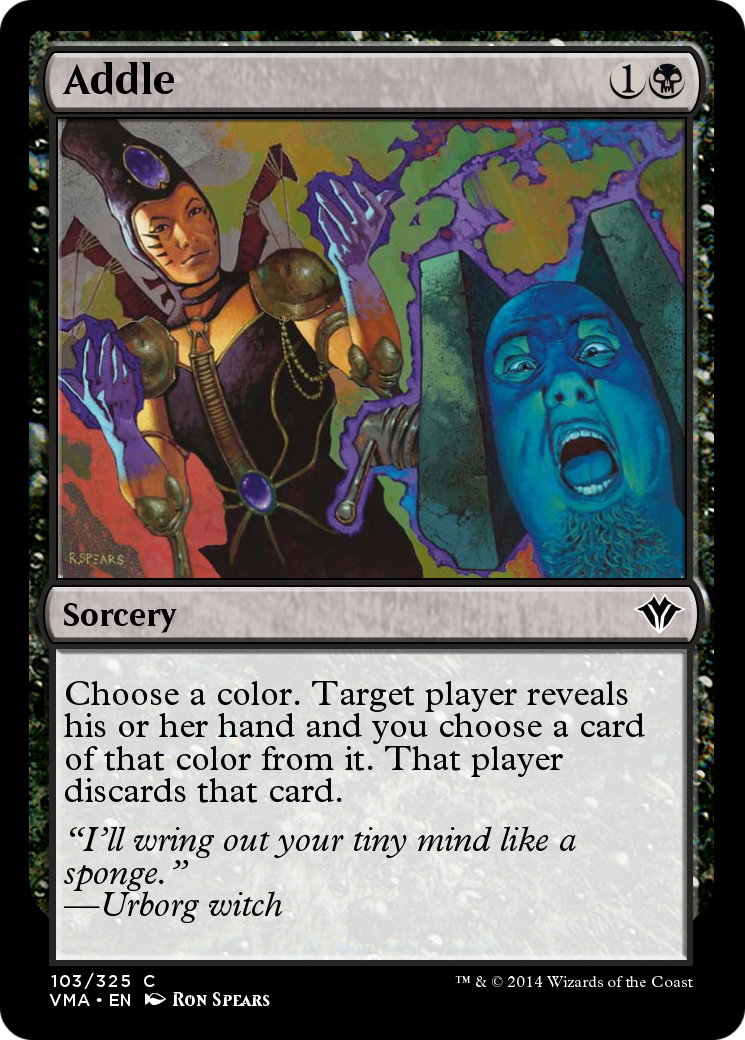 Addle
1
R.SPEARS
Sorcery
Choose a color. Target player reveals
his or her hand and you choose a card
of that color from it. That player
discards that card.
“I’ll wring out your tiny mind like a
sponge.”
—Urborg witch
103/325 C
™ & © 2014 Wizards of the Coast
VMA • EN Ron Spears